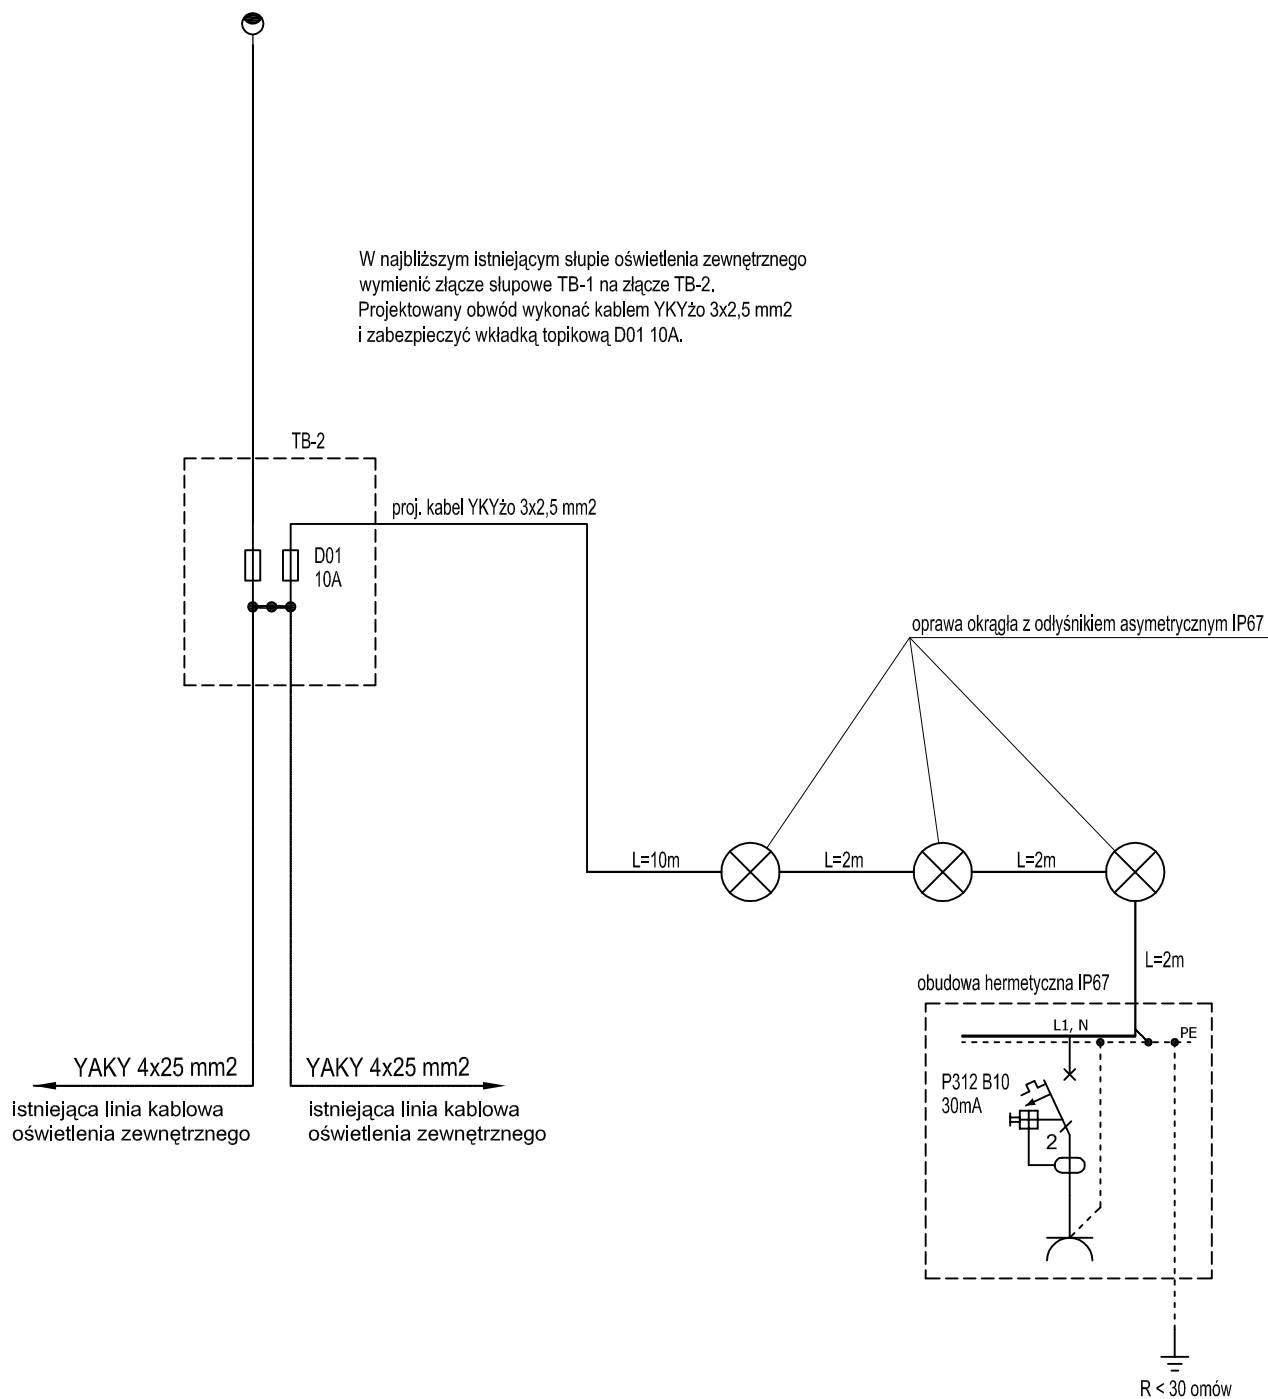 W najbliższym istniejącym słupie oświetlenia zewnętrznego
wymienić złącze słupowe TB-1 na złącze TB-2.
Projektowany obwód wykonać kablem YKYżo 3x2,5 mm2
i zabezpieczyć wkładką topikową D01 10A.
TB-2
proj. kabel YKYżo 3x2,5 mm2
D01
10A
oprawa okrągła z odłyśnikiem asymetrycznym IP67
L=10m
L=2m
L=2m
L=2m
obudowa hermetyczna IP67
L1, N
PE
P312 B10
30mA
2
YAKY 4x25 mm2
istniejąca linia kablowa
oświetlenia zewnętrznego
YAKY 4x25 mm2
istniejąca linia kablowa
oświetlenia zewnętrznego
R < 30 omów